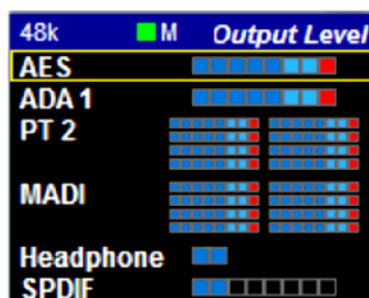 48k M Output Level
AES
ADA 1
PT 2
MADI
Headphone
SPDIF